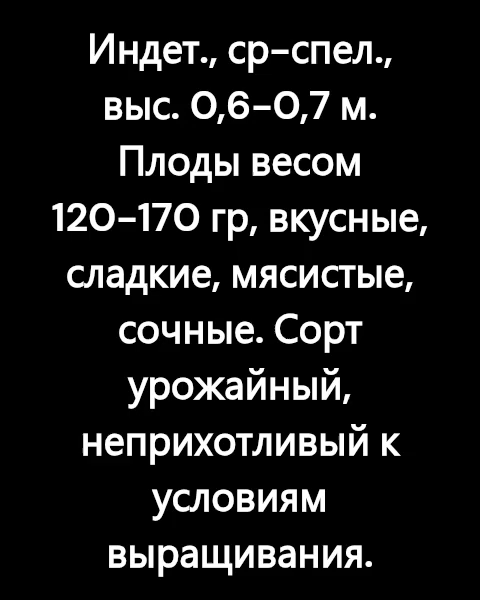 Индет., ср-спел.,
выс. 0,6-0,7 м.
Плоды весом
120-170 гр, вкусные,
сладкие, мясистые,
сочные. Сорт
урожайный,
неприхотливый к
условиям
выращивания.